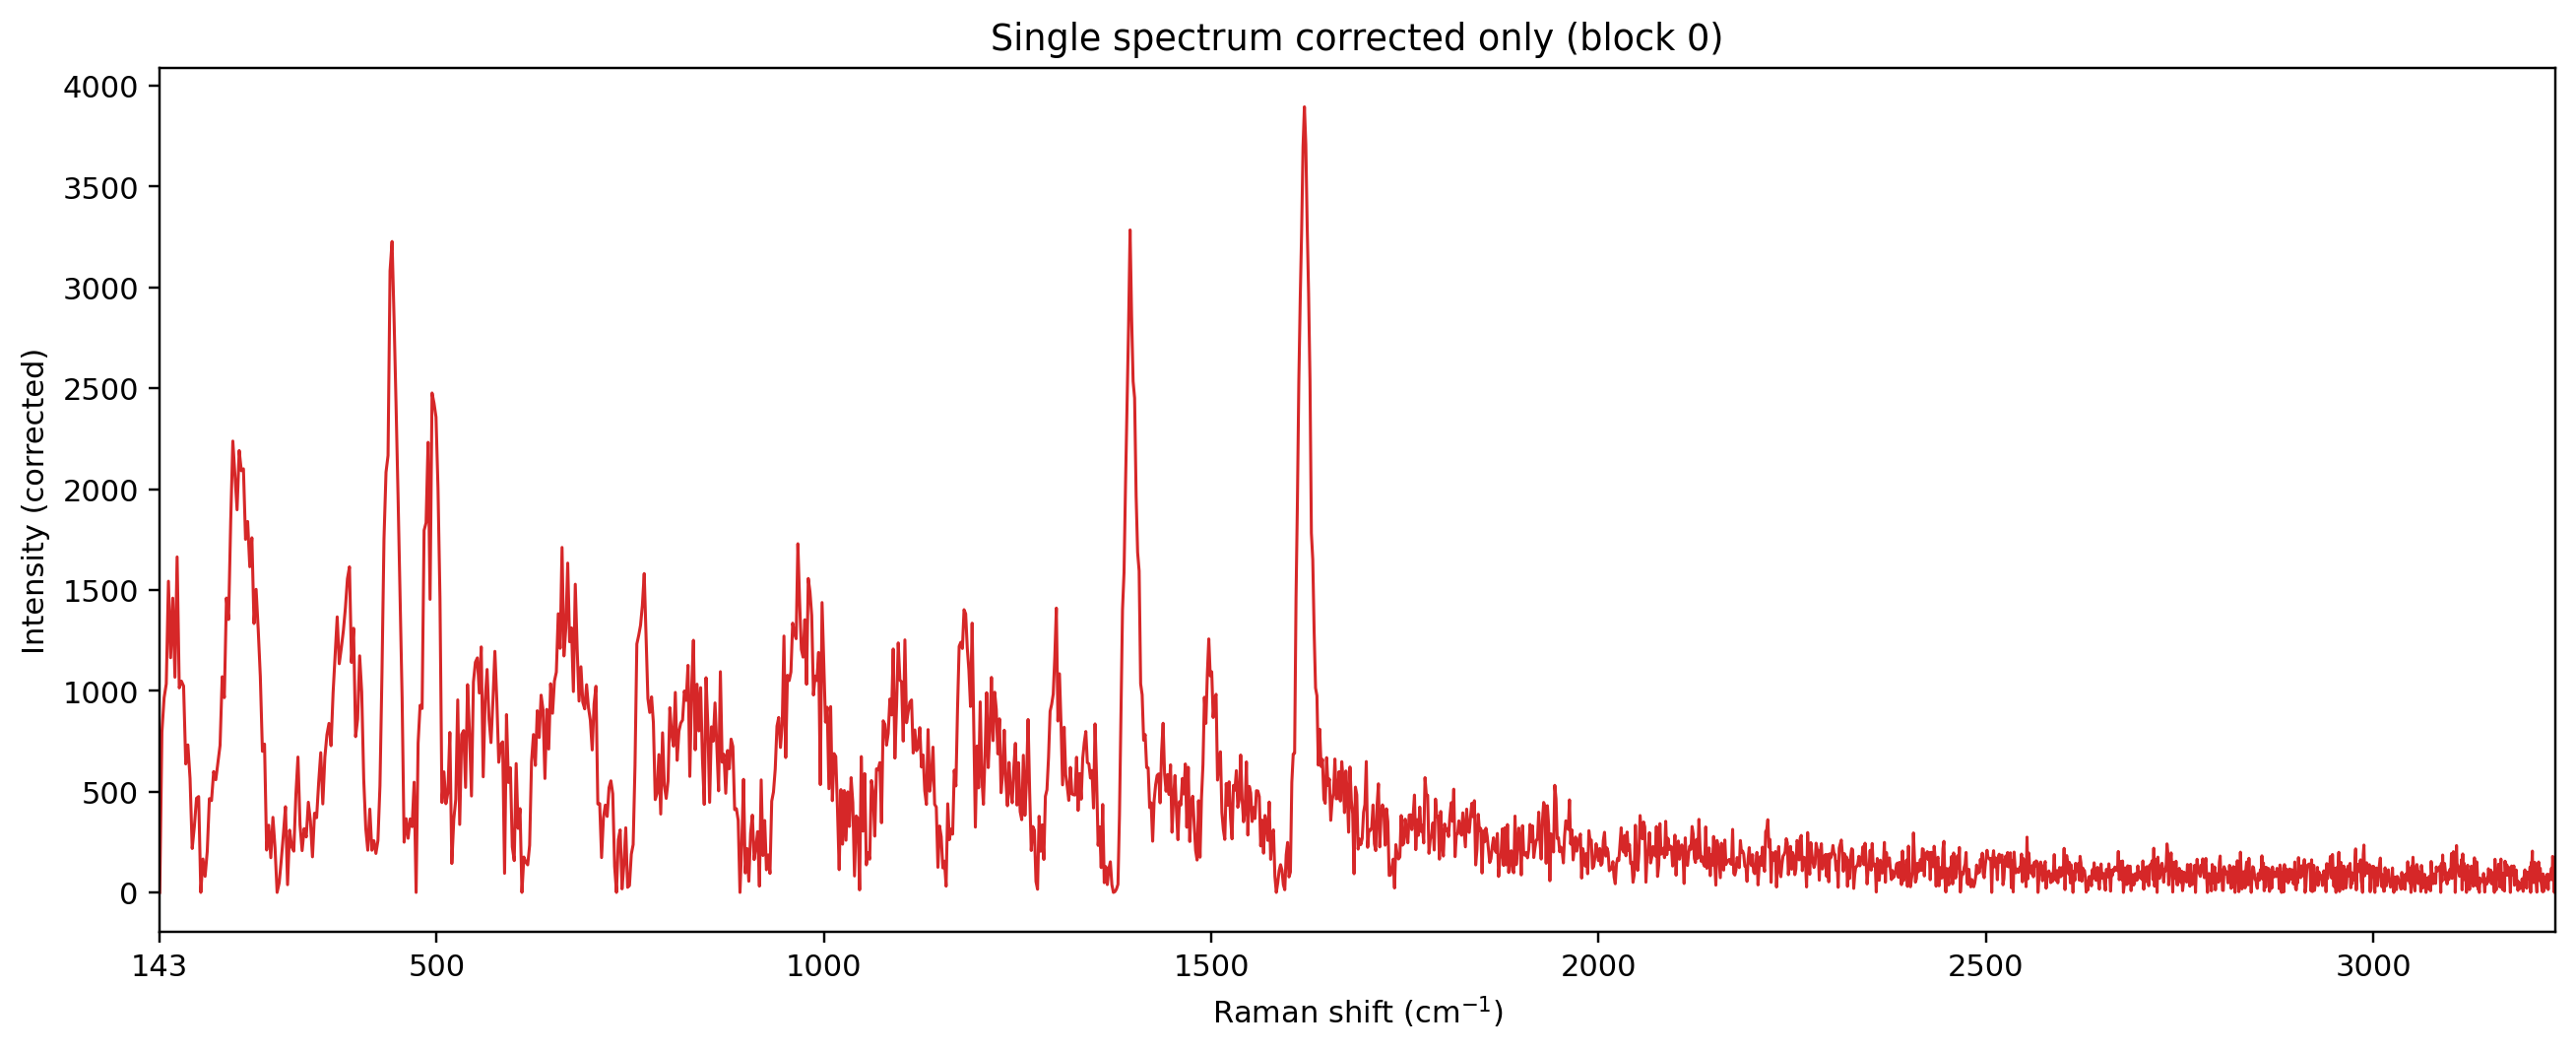 Single spectrum corrected only (block 0)
Intensity (corrected)
4000
3500
3000
2500
2000
1500
1000
500
0
143 500 1000 1500 2000 2500 3000
Raman shift (cm⁻¹)